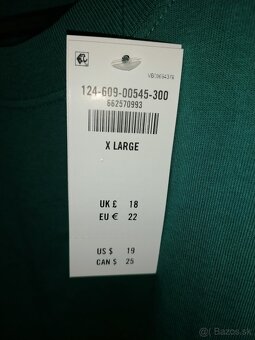 124-609-00545-300
662570993
X LARGE
UK £ 18
EU € 22
US $ 19
CAN $ 25
© Bazos.sk